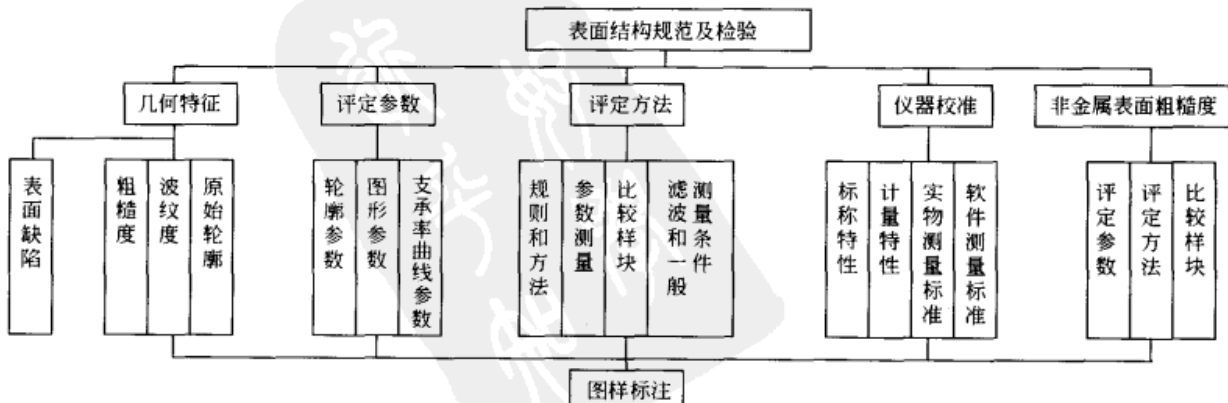 表面结构规范及检验
几何特征
评定参数
评定方法
仪器校准
非金属表面粗糙度
表面缺陷
粗糙度
波纹度
原始轮廓
轮廓参数
图形参数
支承率曲线参数
规则和方法
参数测量
比较样块
滤波和一般
测量条件
标称特性
计量特性
实物测量标准
软件测量标准
评定参数
评定方法
比较样块
图样标注